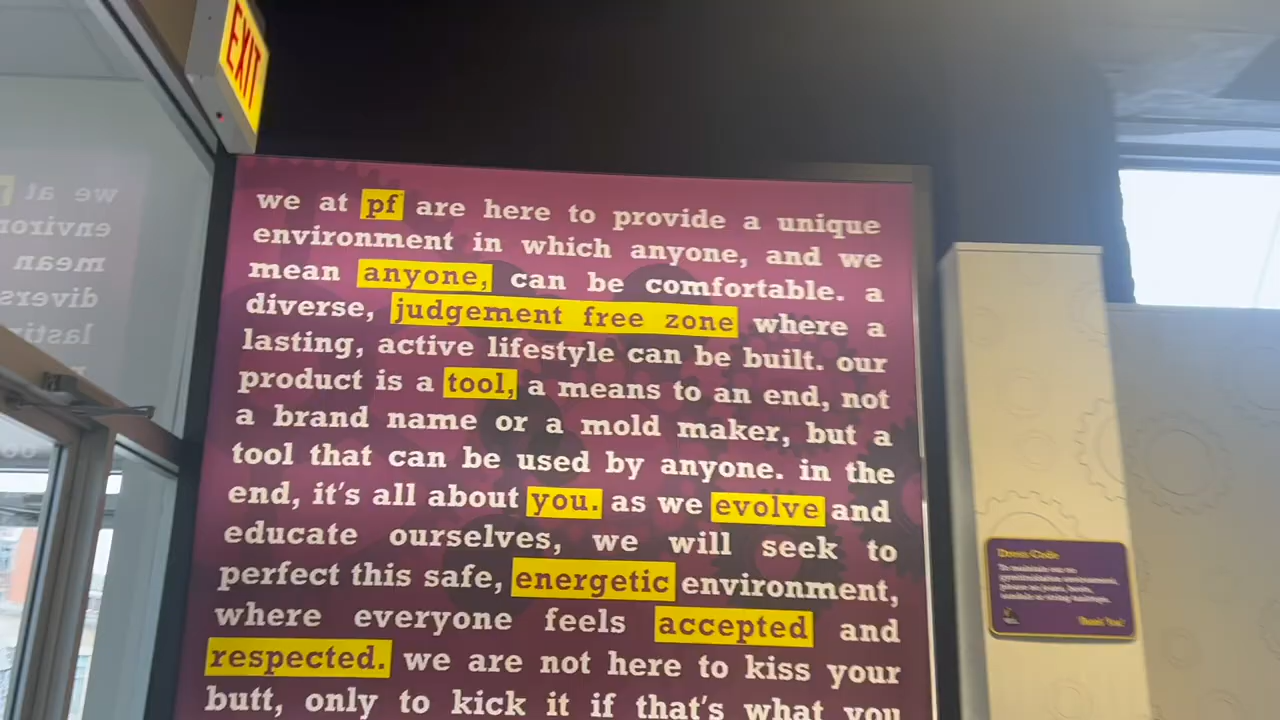 EXIT
we at pf are here to provide a unique
environment in which anyone, and we
mean anyone, can be comfortable. a
diverse, judgement free zone where a
lasting, active lifestyle can be built. our
product is a tool, a means to an end, not
a brand name or a mold maker, but a
tool that can be used by anyone. in the
end, it's all about you. as we evolve and
educate ourselves, we will seek to
perfect this safe, energetic environment,
where everyone feels accepted and
respected. we are not here to kiss your
butt, only to kick it if that's what you
Dress Code
Thank You!